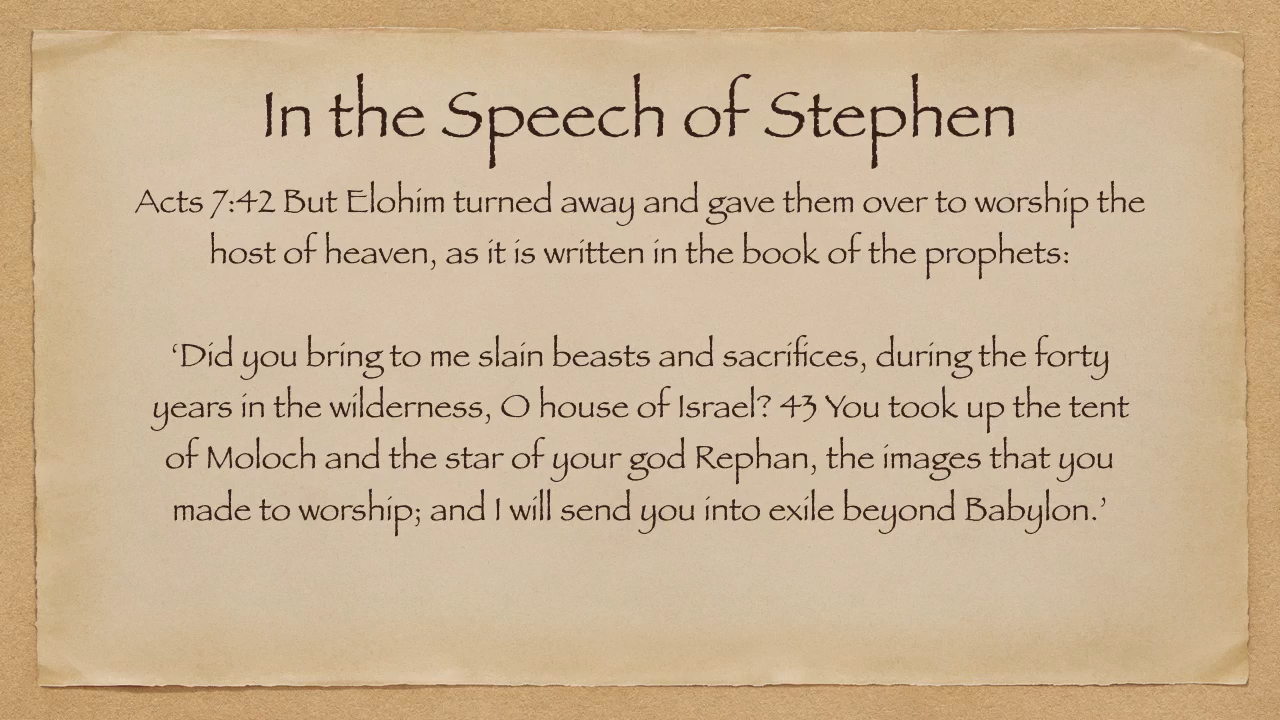 In the Speech of Stephen
Acts 7:42 But Elohim turned away and gave them over to worship the
host of heaven, as it is written in the book of the prophets:
‘Did you bring to me slain beasts and sacrifices, during the forty
years in the wilderness, O house of Israel? 43 You took up the tent
of Moloch and the star of your god Rephan, the images that you
made to worship; and I will send you into exile beyond Babylon.’